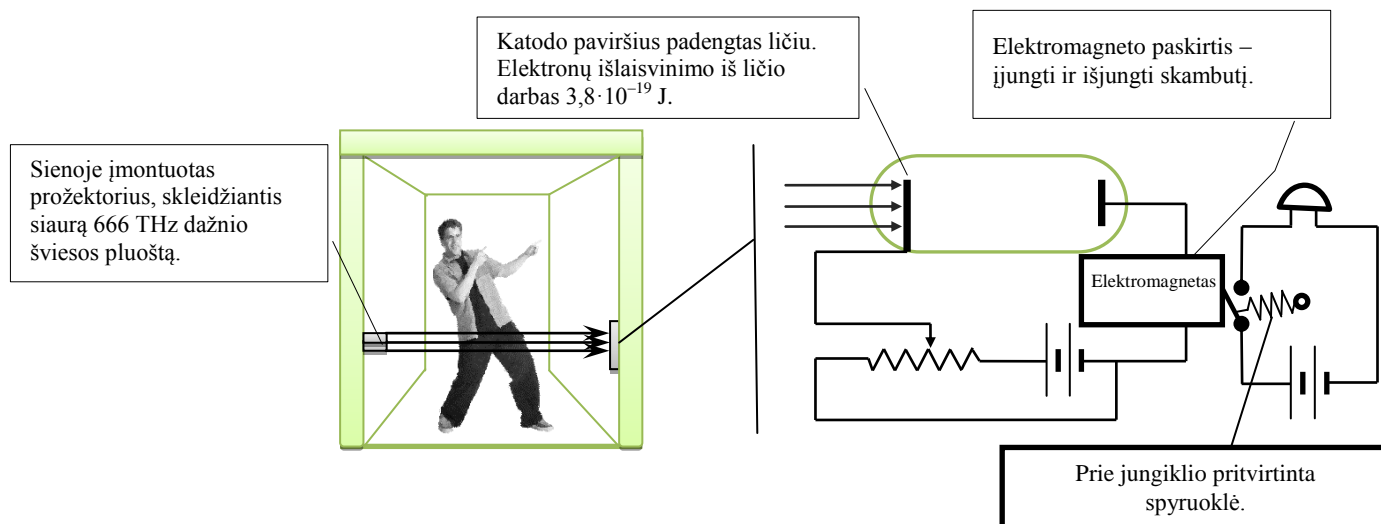 Katodo paviršius padengtas ličiu.
Elektronų išlaisvinimo iš ličio
darbas 3,8·10⁻¹⁹ J.
Elektromagneto paskirtis –
įjungti ir išjungti skambutį.
Sienoje įmontuotas
prožektorius, skleidžiantis
siaurą 666 THz dažnio
šviesos pluoštą.
Elektromagnetas
Prie jungiklio pritvirtinta
spyruoklė.